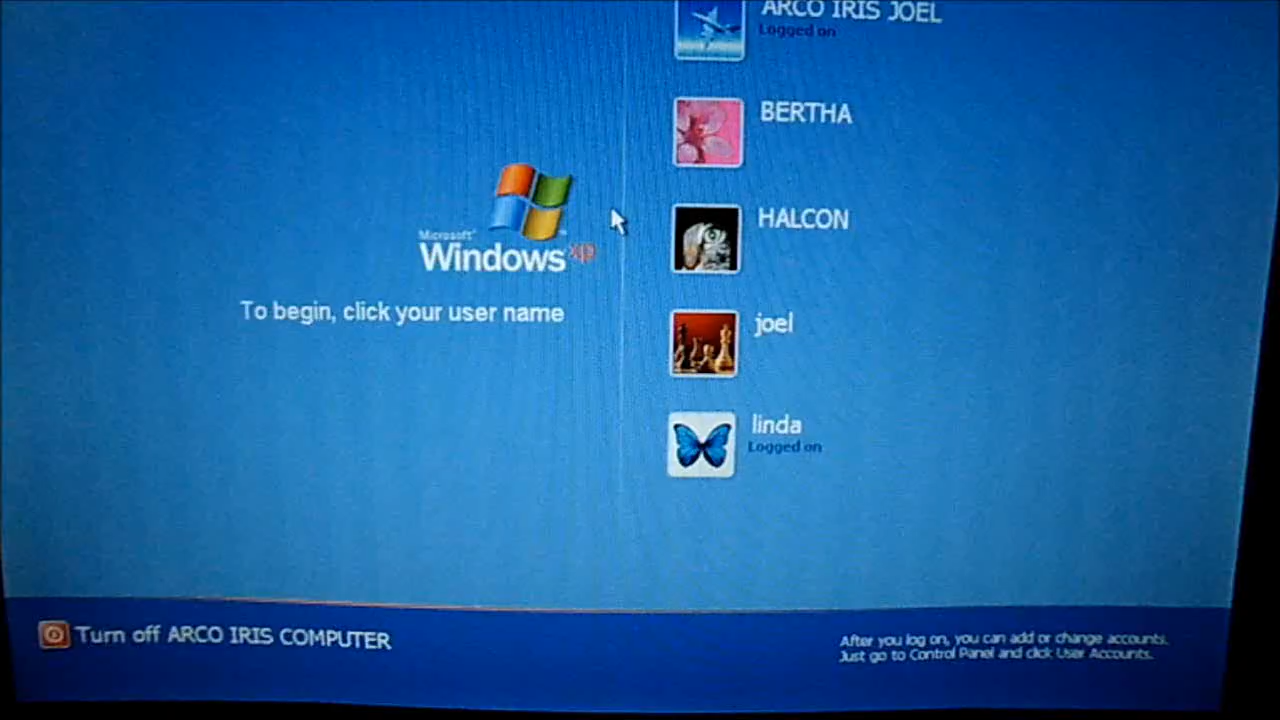 ARCO IRIS JOEL
Logged on
BERTHA
HALCON
joel
linda
Logged on
Microsoft
Windows xp
To begin, click your user name
Turn off ARCO IRIS COMPUTER
After you log on, you can add or change accounts.
Just go to Control Panel and click User Accounts.